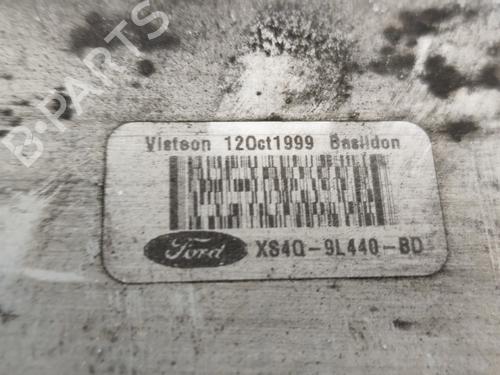 B-PARTS
Visteon 12Oct1999 Basildon
Ford XS4Q-9L440-BD